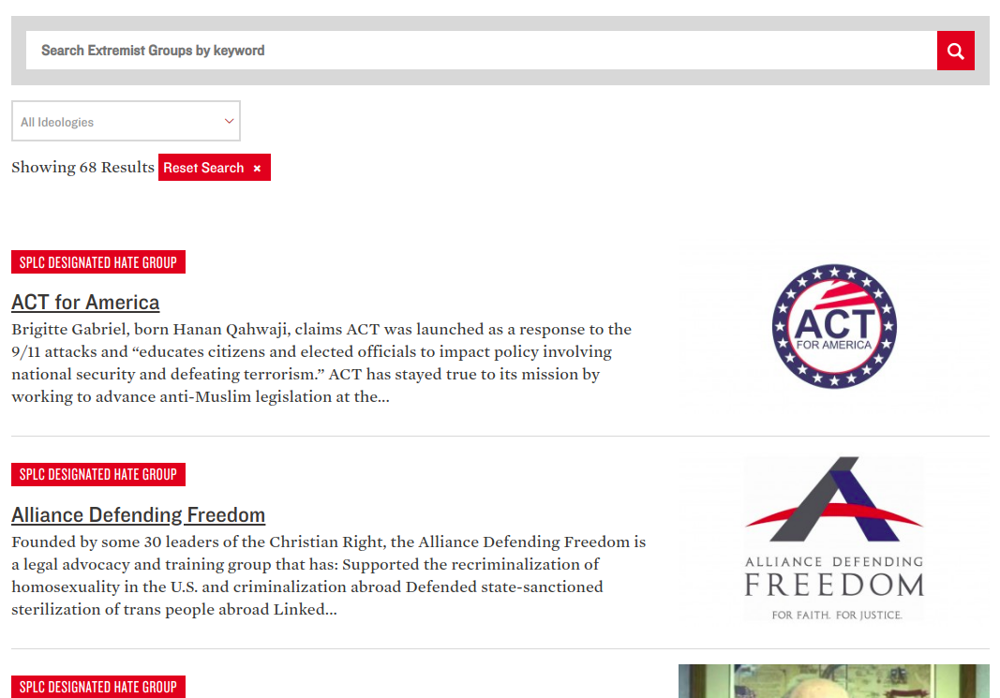 Search Extremist Groups by keyword
All Ideologies
Showing 68 Results Reset Search ×
SPLC DESIGNATED HATE GROUP
ACT for America
Brigitte Gabriel, born Hanan Qahwaji, claims ACT was launched as a response to the
9/11 attacks and “educates citizens and elected officials to impact policy involving
national security and defeating terrorism.” ACT has stayed true to its mission by
working to advance anti-Muslim legislation at the...
ACT
FOR AMERICA
SPLC DESIGNATED HATE GROUP
Alliance Defending Freedom
Founded by some 30 leaders of the Christian Right, the Alliance Defending Freedom is
a legal advocacy and training group that has: Supported the recriminalization of
homosexuality in the U.S. and criminalization abroad Defended state-sanctioned
sterilization of trans people abroad Linked...
ALLIANCE DEFENDING
FREEDOM
FOR FAITH. FOR JUSTICE.
SPLC DESIGNATED HATE GROUP